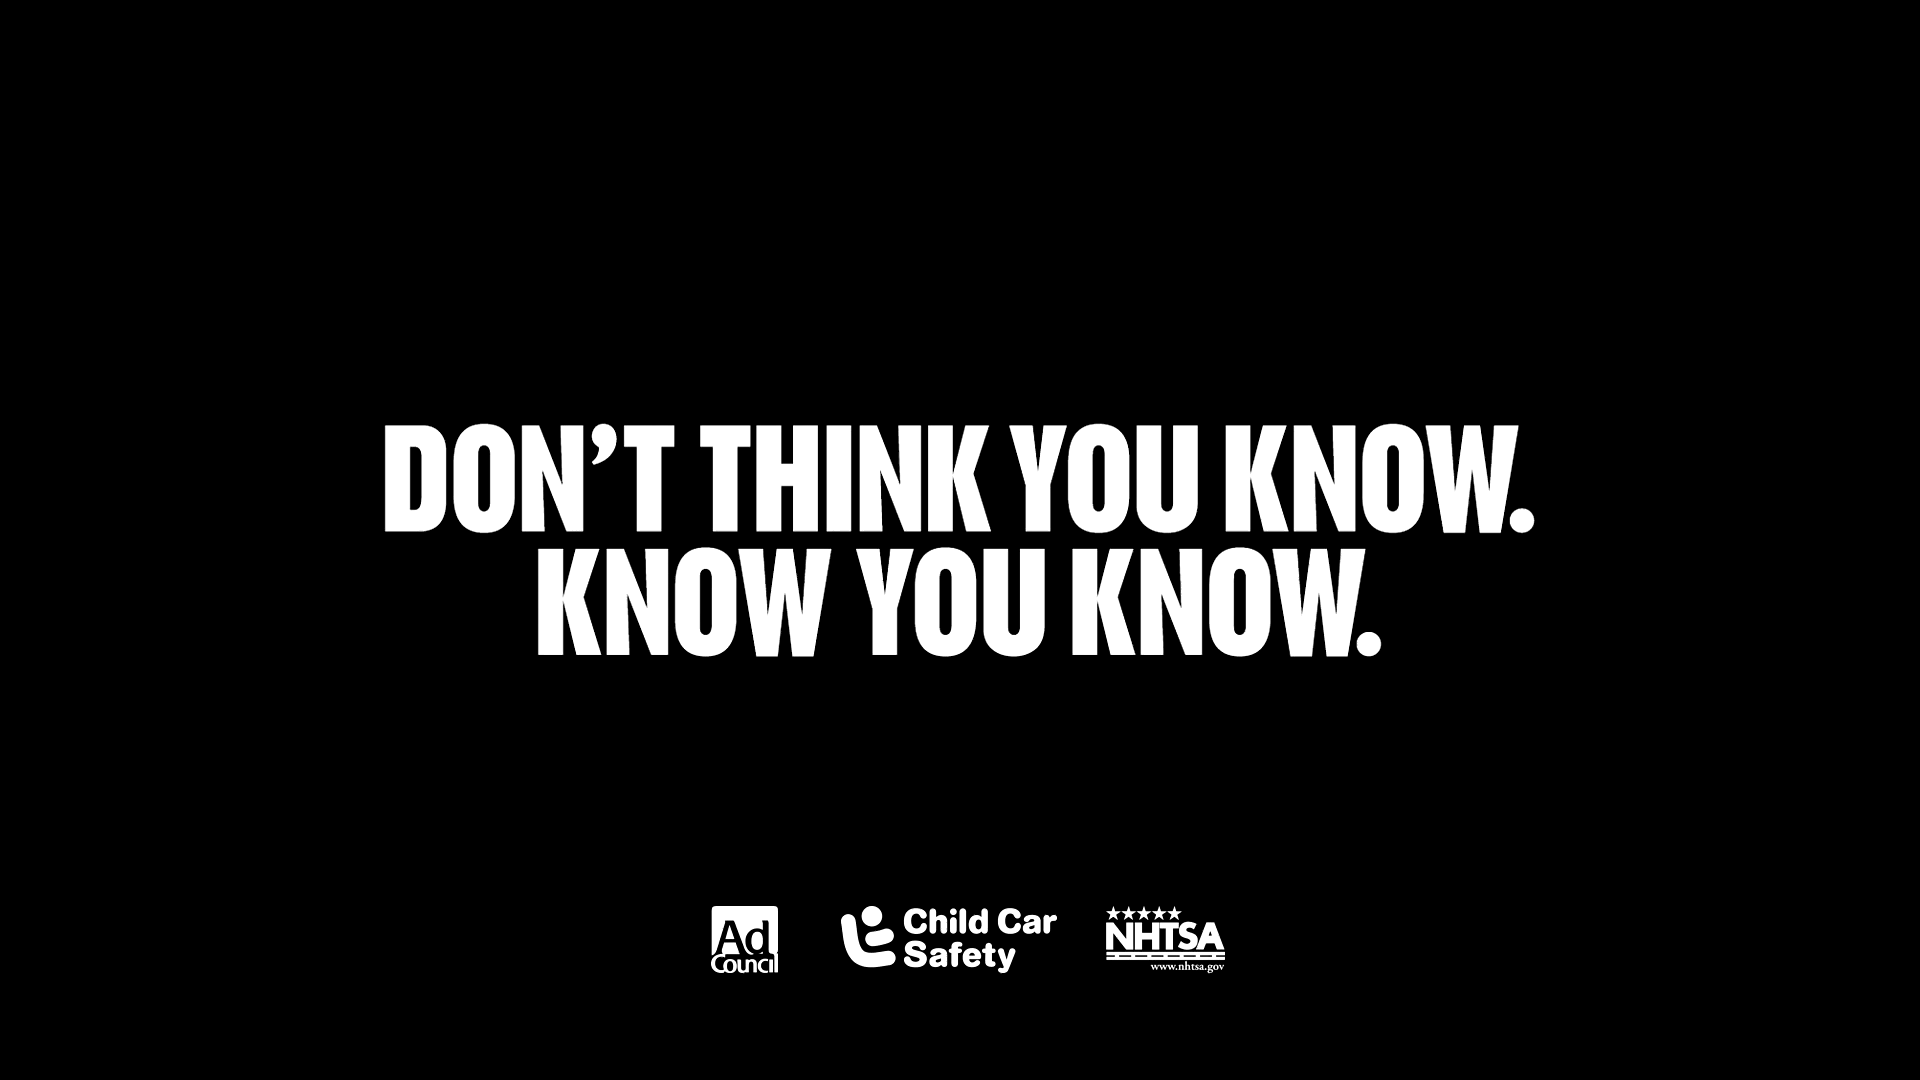 DON’T THINK YOU KNOW.
KNOW YOU KNOW.
Ad
Council
Child Car
Safety
NHTSA
www.nhtsa.gov